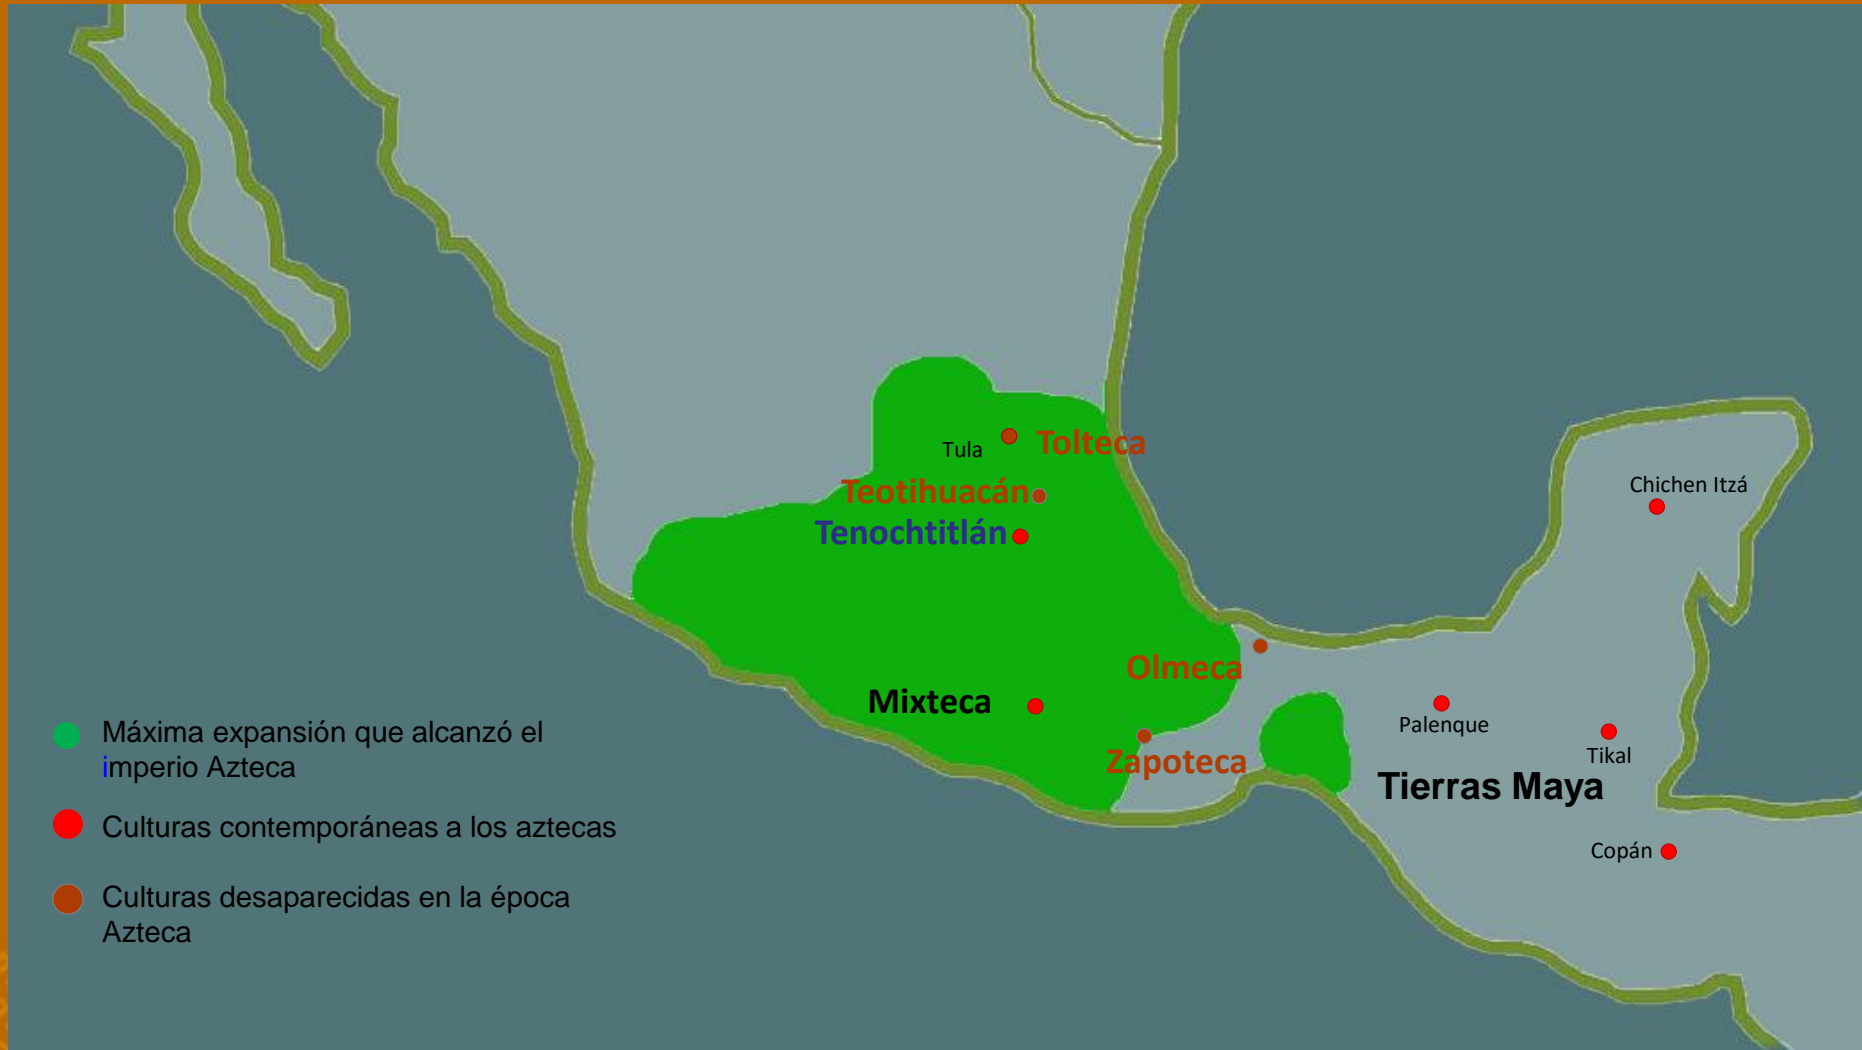 Tula
Tolteca
Teotihuacán
Tenochtitlán
Chichen Itzá
Olmeca
Mixteca
Zapoteca
Palenque
Tikal
Tierras Maya
Copán
Máxima expansión que alcanzó el
imperio Azteca
Culturas contemporáneas a los aztecas
Culturas desaparecidas en la época
Azteca